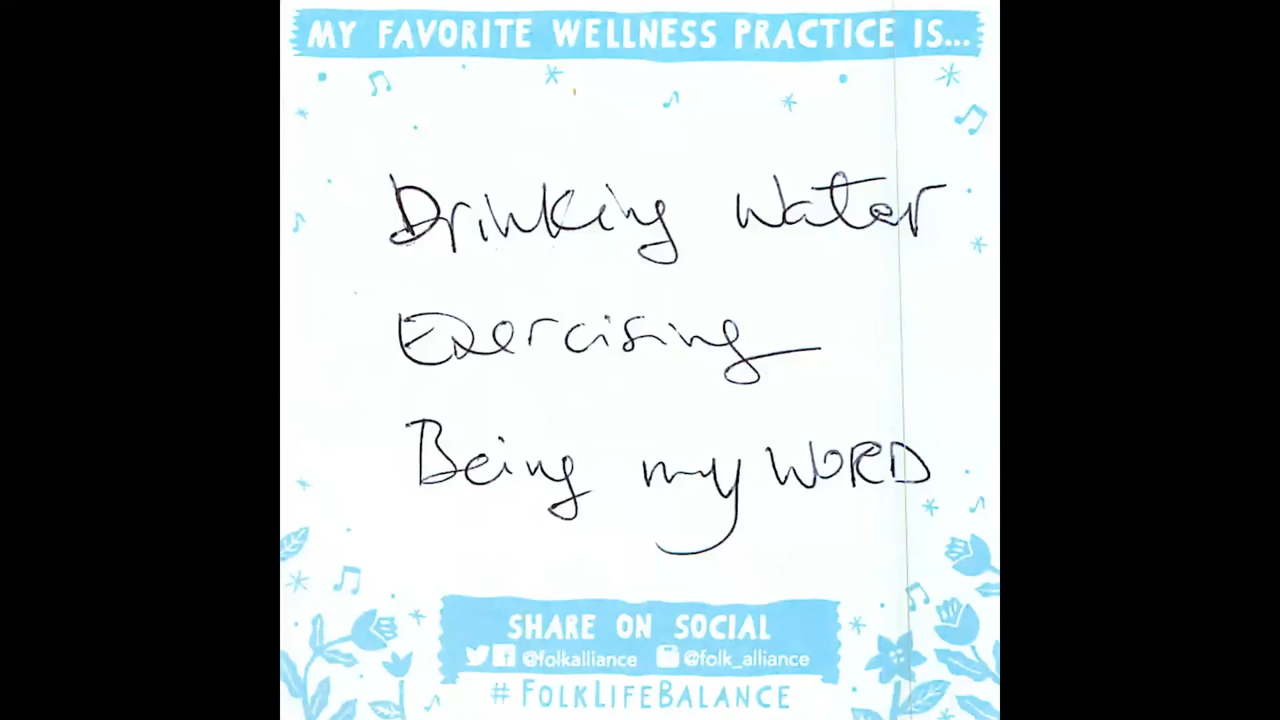 MY FAVORITE WELLNESS PRACTICE IS...
Drinking Water
Exercising
Being my WORD
SHARE ON SOCIAL
@folkalliance @folk_alliance
#FOLKLIFEBALANCE